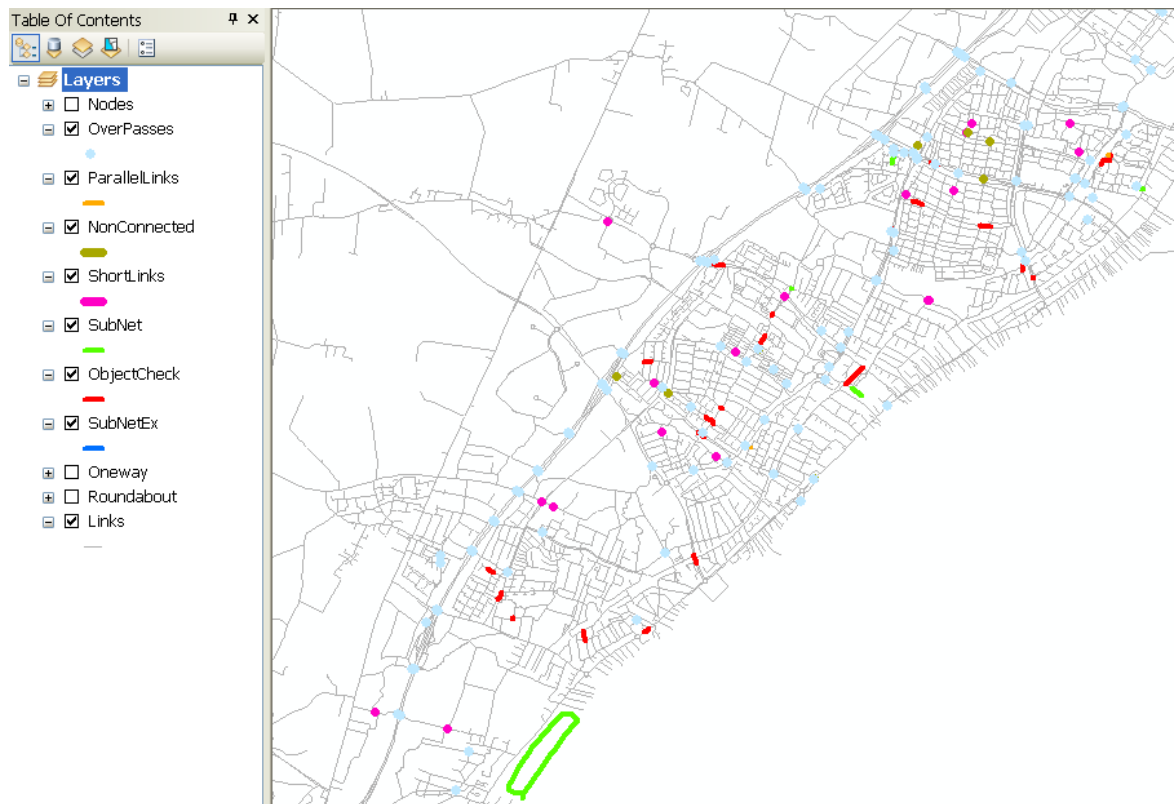 Table Of Contents
Layers
Nodes
OverPasses
ParallelLinks
NonConnected
ShortLinks
SubNet
ObjectCheck
SubNetEx
Oneway
Roundabout
Links